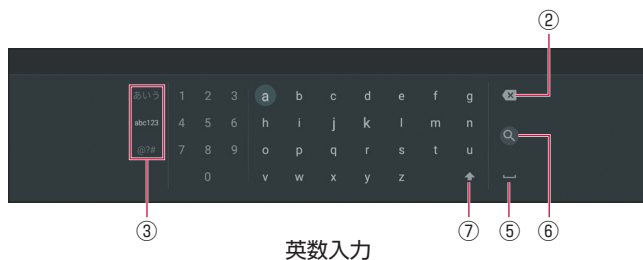 ②
あいう 1 2 3 a b c d e f g
abc123 4 5 6 h i j k l m n
@?# 7 8 9 o p q r s t u
0 v w x y z
③ ⑦ ⑤ ⑥
英数入力